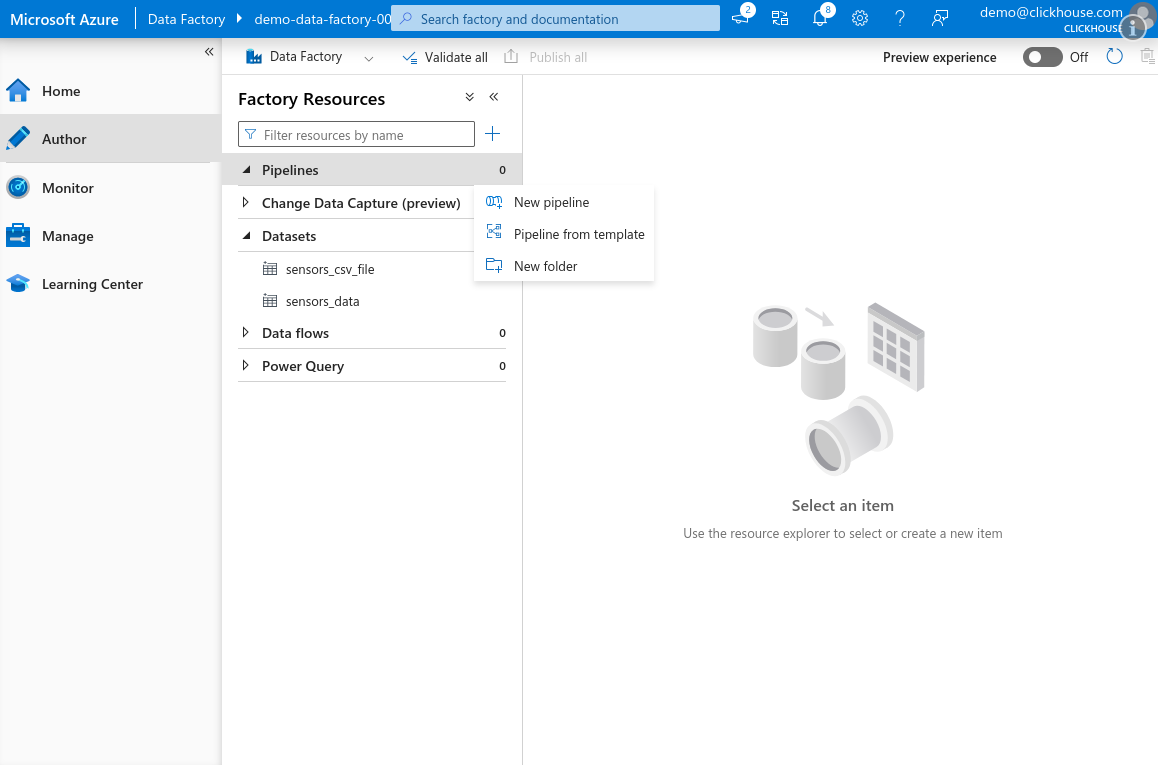 Microsoft Azure
Data Factory
demo-data-factory-00
Search factory and documentation
2
8
demo@clickhouse.com
CLICKHOUSE
Data Factory
Validate all
Publish all
Preview experience
Off
Home
Author
Monitor
Manage
Learning Center
Factory Resources
Filter resources by name
Pipelines 0
Change Data Capture (preview)
Datasets
sensors_csv_file
sensors_data
Data flows 0
Power Query 0
New pipeline
Pipeline from template
New folder
Select an item
Use the resource explorer to select or create a new item